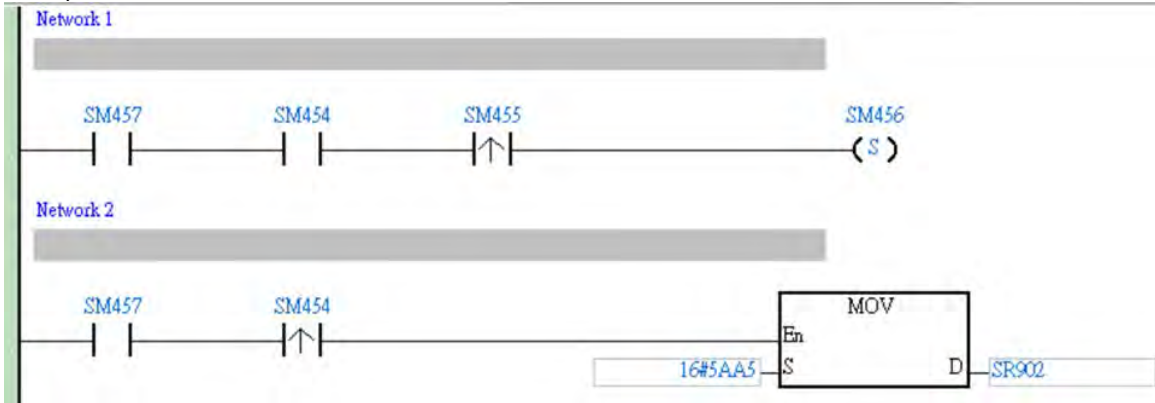 Network 1
SM457 SM454 SM455 SM456
S
Network 2
SM457 SM454 MOV
En
16#5AA5 S D SR902